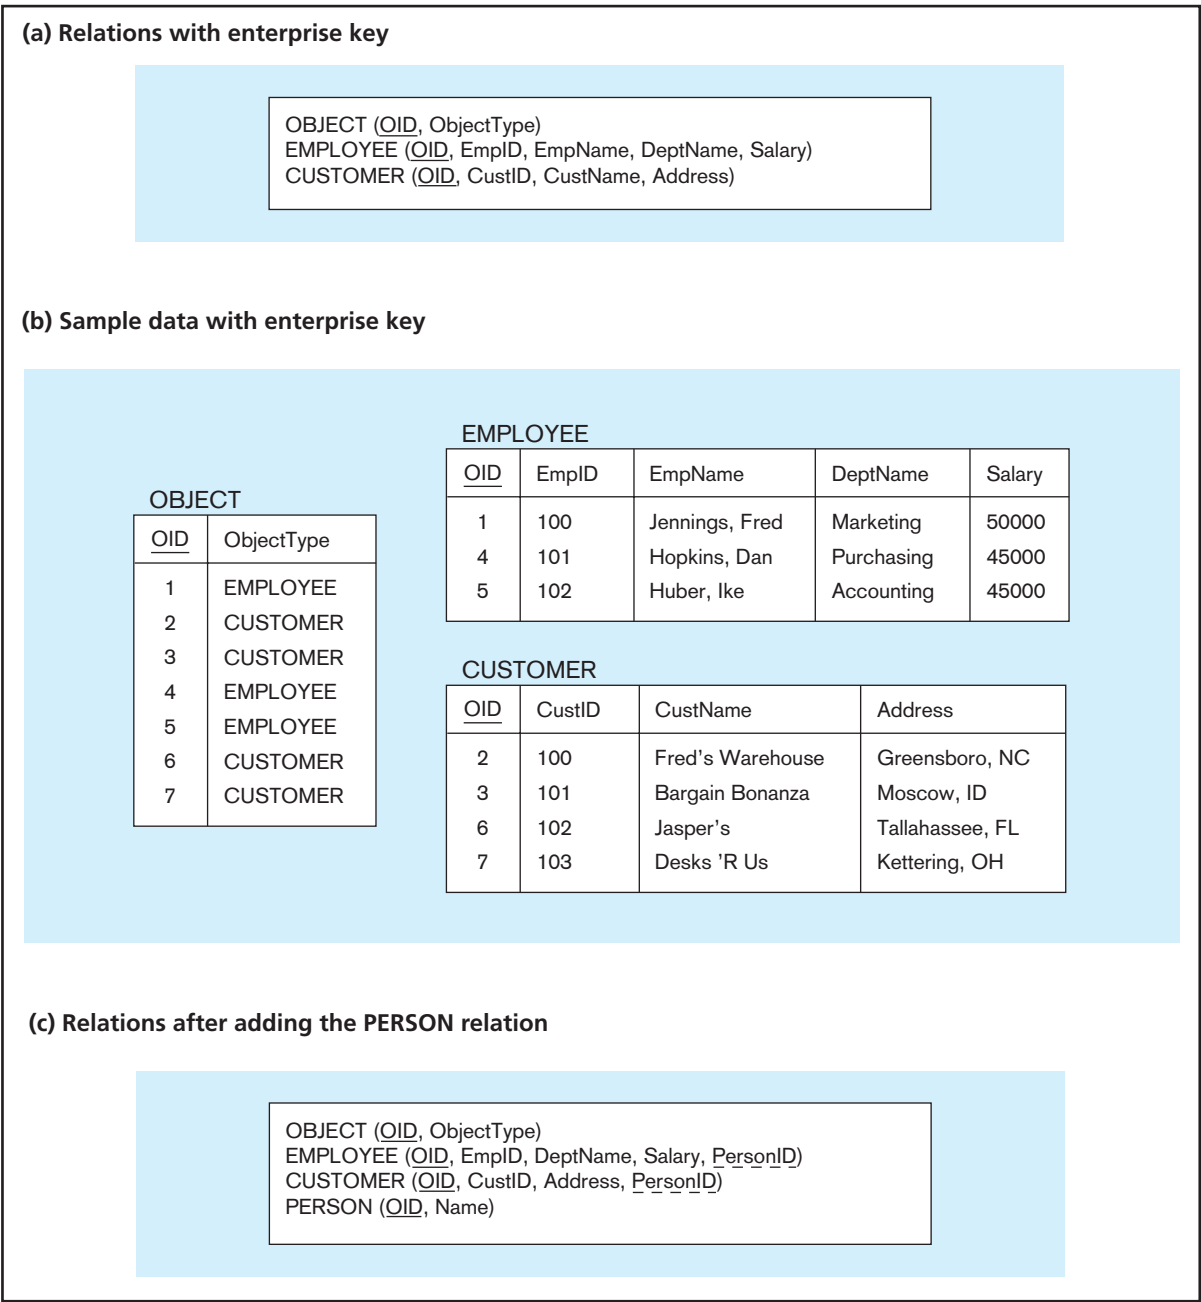 (a) Relations with enterprise key
OBJECT (OID, ObjectType)
EMPLOYEE (OID, EmpID, EmpName, DeptName, Salary)
CUSTOMER (OID, CustID, CustName, Address)
(b) Sample data with enterprise key
OBJECT
OID ObjectType
1 EMPLOYEE
2 CUSTOMER
3 CUSTOMER
4 EMPLOYEE
5 EMPLOYEE
6 CUSTOMER
7 CUSTOMER
EMPLOYEE
OID EmpID EmpName DeptName Salary
1 100 Jennings, Fred Marketing 50000
4 101 Hopkins, Dan Purchasing 45000
5 102 Huber, Ike Accounting 45000
CUSTOMER
OID CustID CustName Address
2 100 Fred's Warehouse Greensboro, NC
3 101 Bargain Bonanza Moscow, ID
6 102 Jasper's Tallahassee, FL
7 103 Desks ’R Us Kettering, OH
(c) Relations after adding the PERSON relation
OBJECT (OID, ObjectType)
EMPLOYEE (OID, EmpID, DeptName, Salary, PersonID)
CUSTOMER (OID, CustID, Address, PersonID)
PERSON (OID, Name)